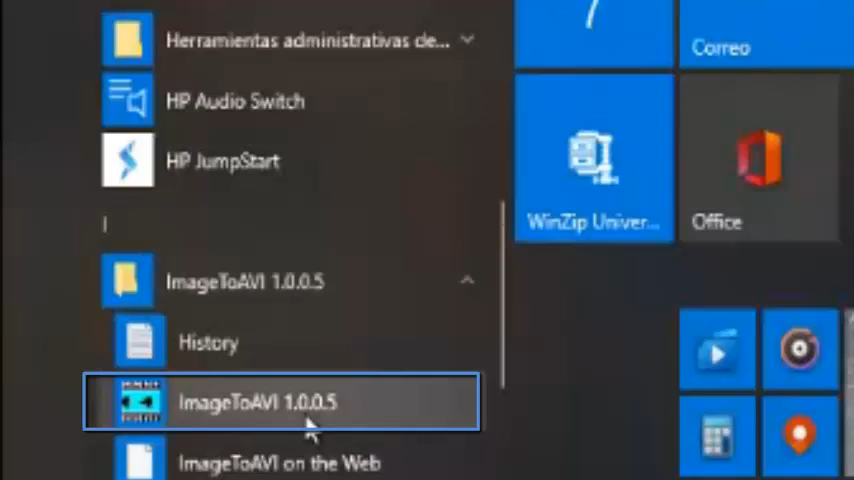 Herramientas administrativas de...
HP Audio Switch
HP JumpStart
I
ImageToAVI 1.0.0.5
History
ImageToAVI 1.0.0.5
ImageToAVI on the Web
7
Correo
WinZip Univer...
Office